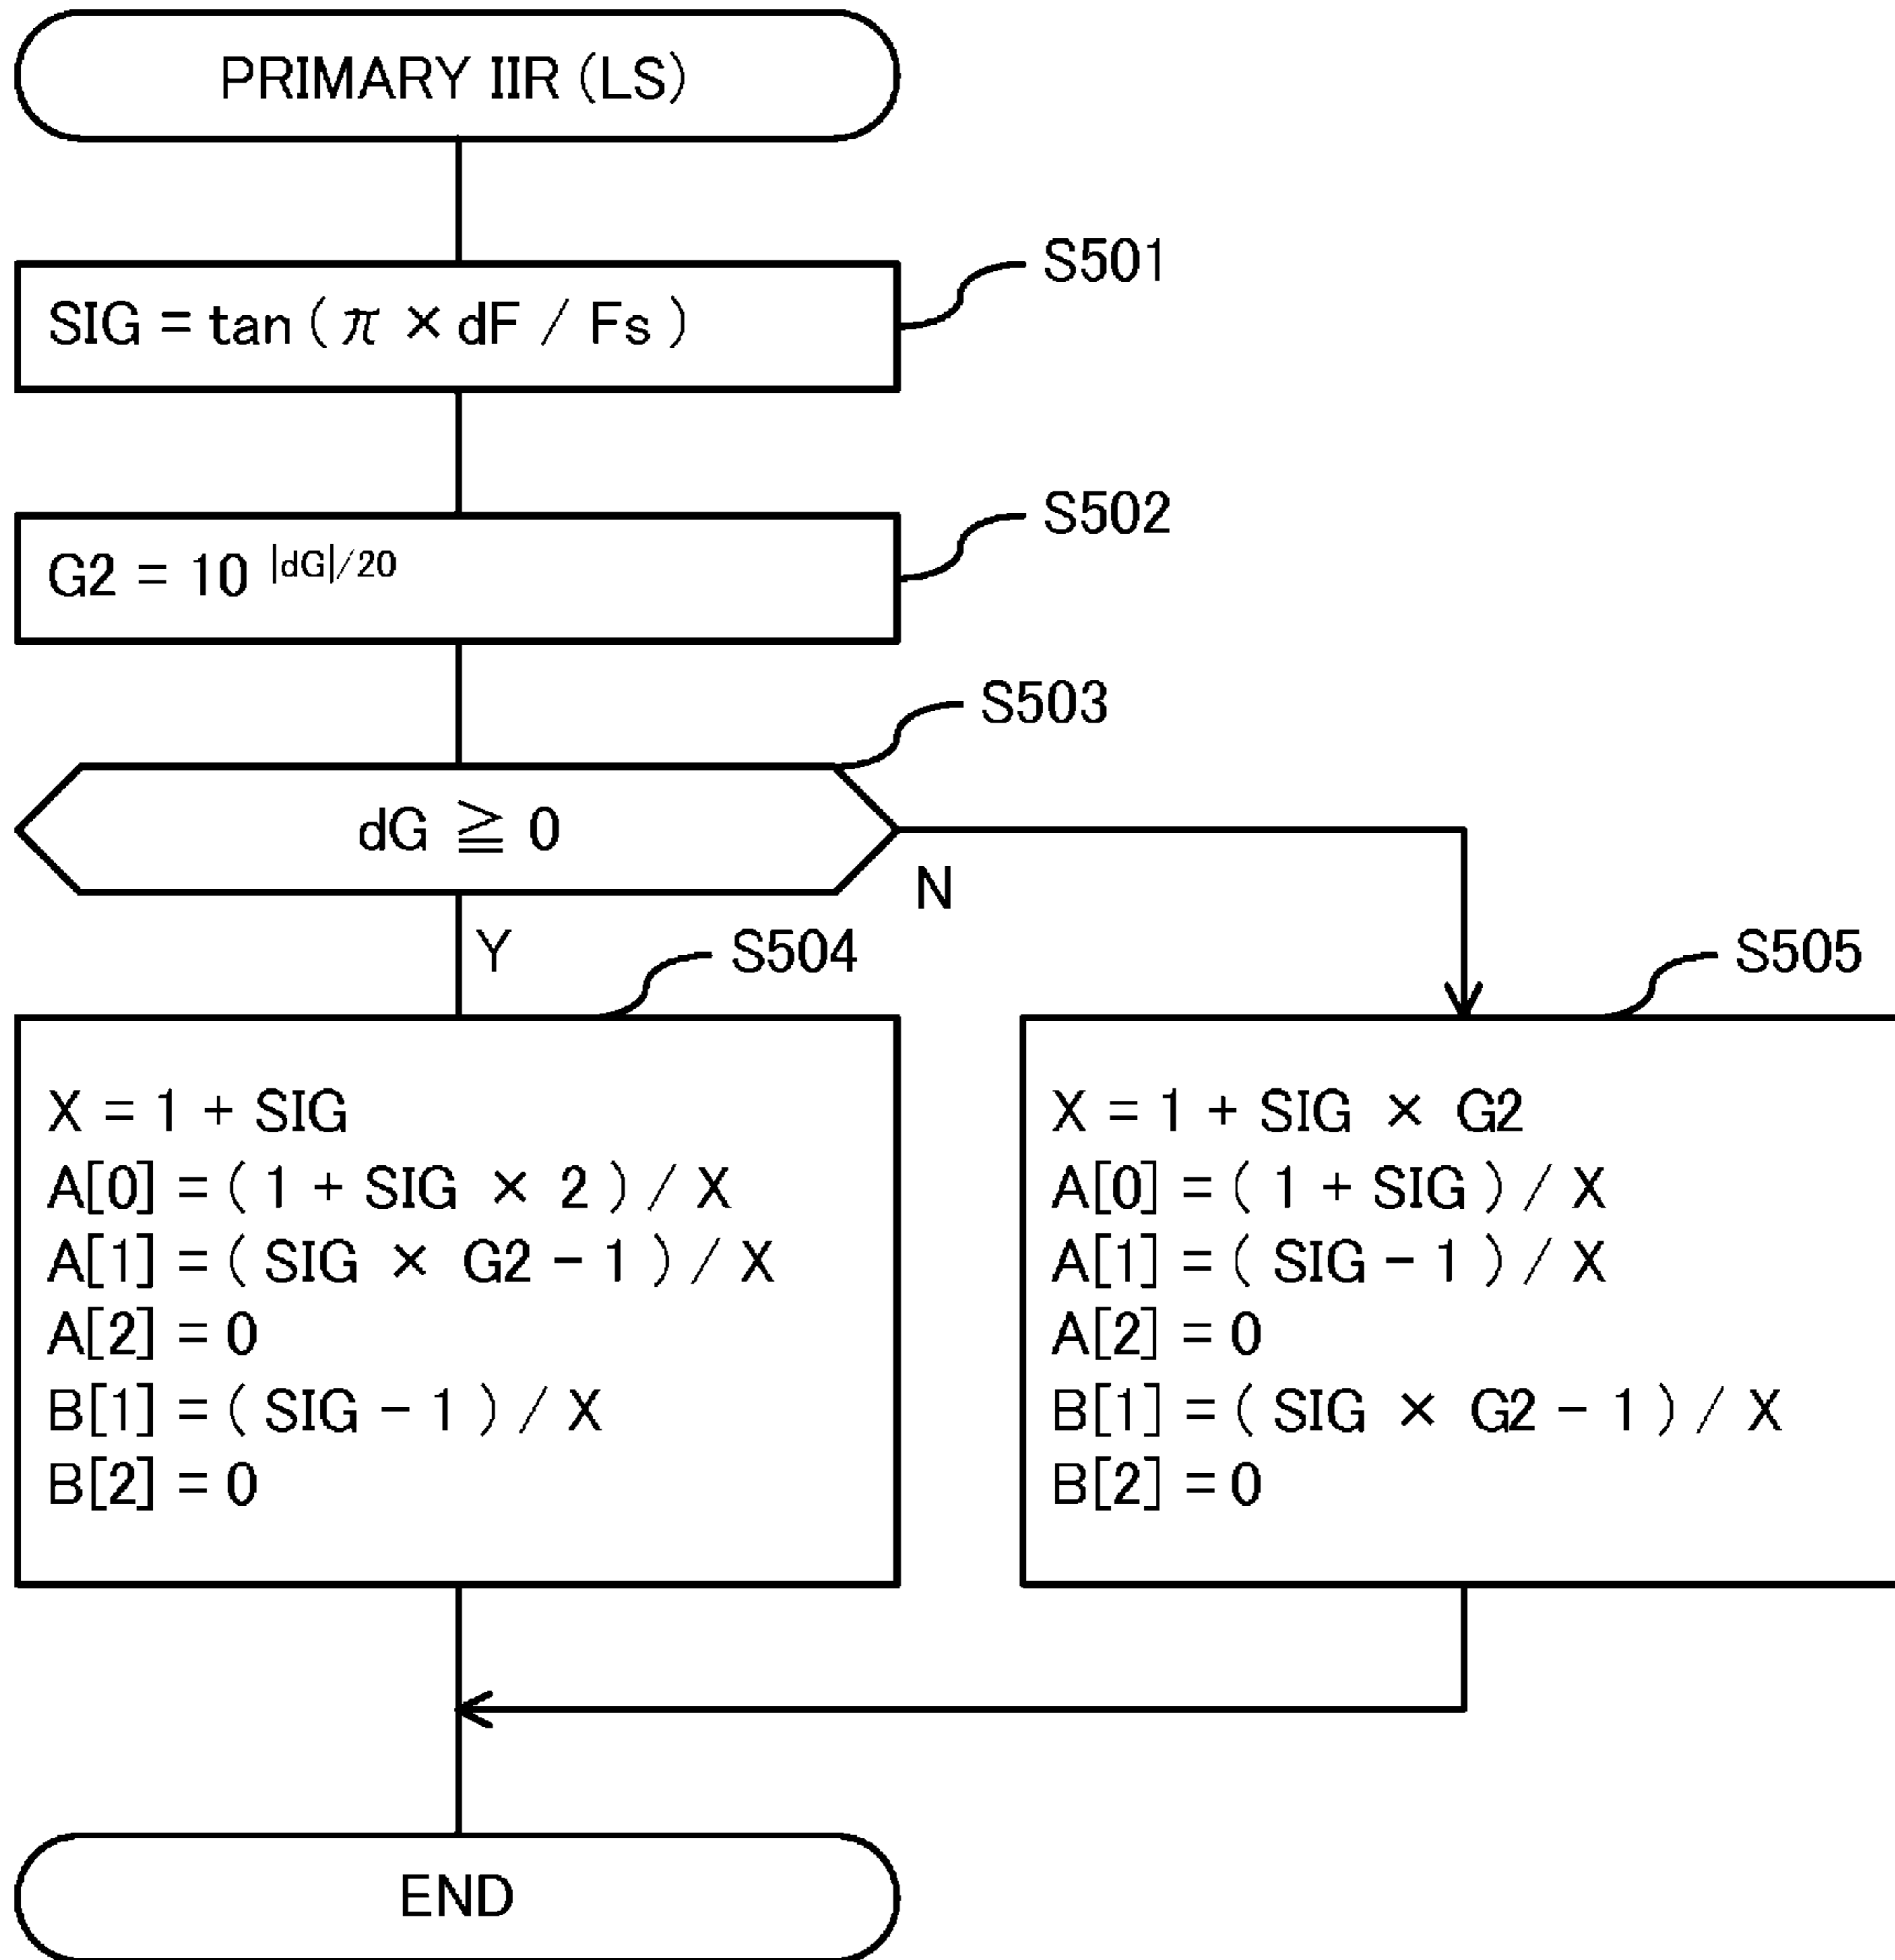 PRIMARY IIR (LS)
S501
SIG = tan ( π × dF / Fs )
S502
G2 = 10 |dG|/20
S503
dG ≧ 0
N
Y
S504
X = 1 + SIG
A[0] = ( 1 + SIG × 2 ) / X
A[1] = ( SIG × G2 - 1 ) / X
A[2] = 0
B[1] = ( SIG - 1 ) / X
B[2] = 0
S505
X = 1 + SIG × G2
A[0] = ( 1 + SIG ) / X
A[1] = ( SIG - 1 ) / X
A[2] = 0
B[1] = ( SIG × G2 - 1 ) / X
B[2] = 0
END